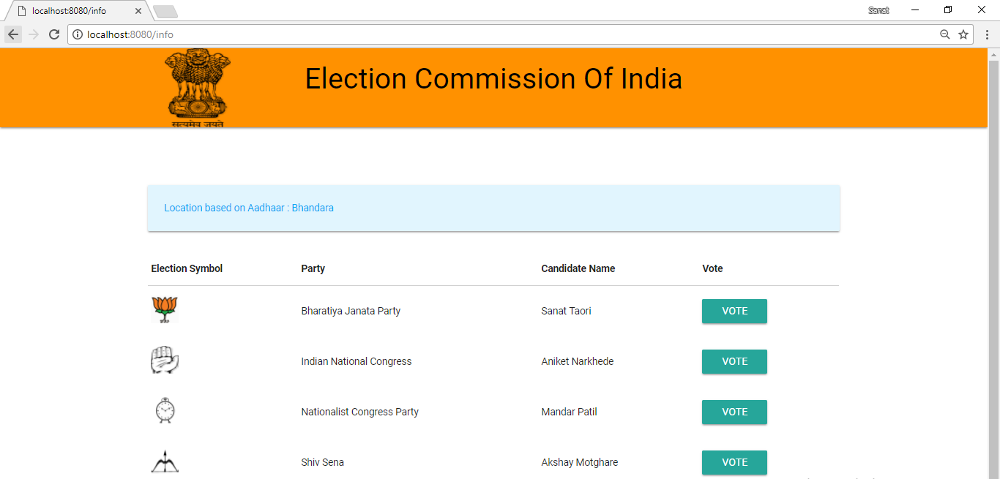 localhost:8080/info
Sanat
localhost:8080/info
Election Commission Of India
सत्यमेव जयते
Location based on Aadhaar : Bhandara
Election Symbol Party Candidate Name Vote
Bharatiya Janata Party Sanat Taori VOTE
Indian National Congress Aniket Narkhede VOTE
Nationalist Congress Party Mandar Patil VOTE
Shiv Sena Akshay Motghare VOTE